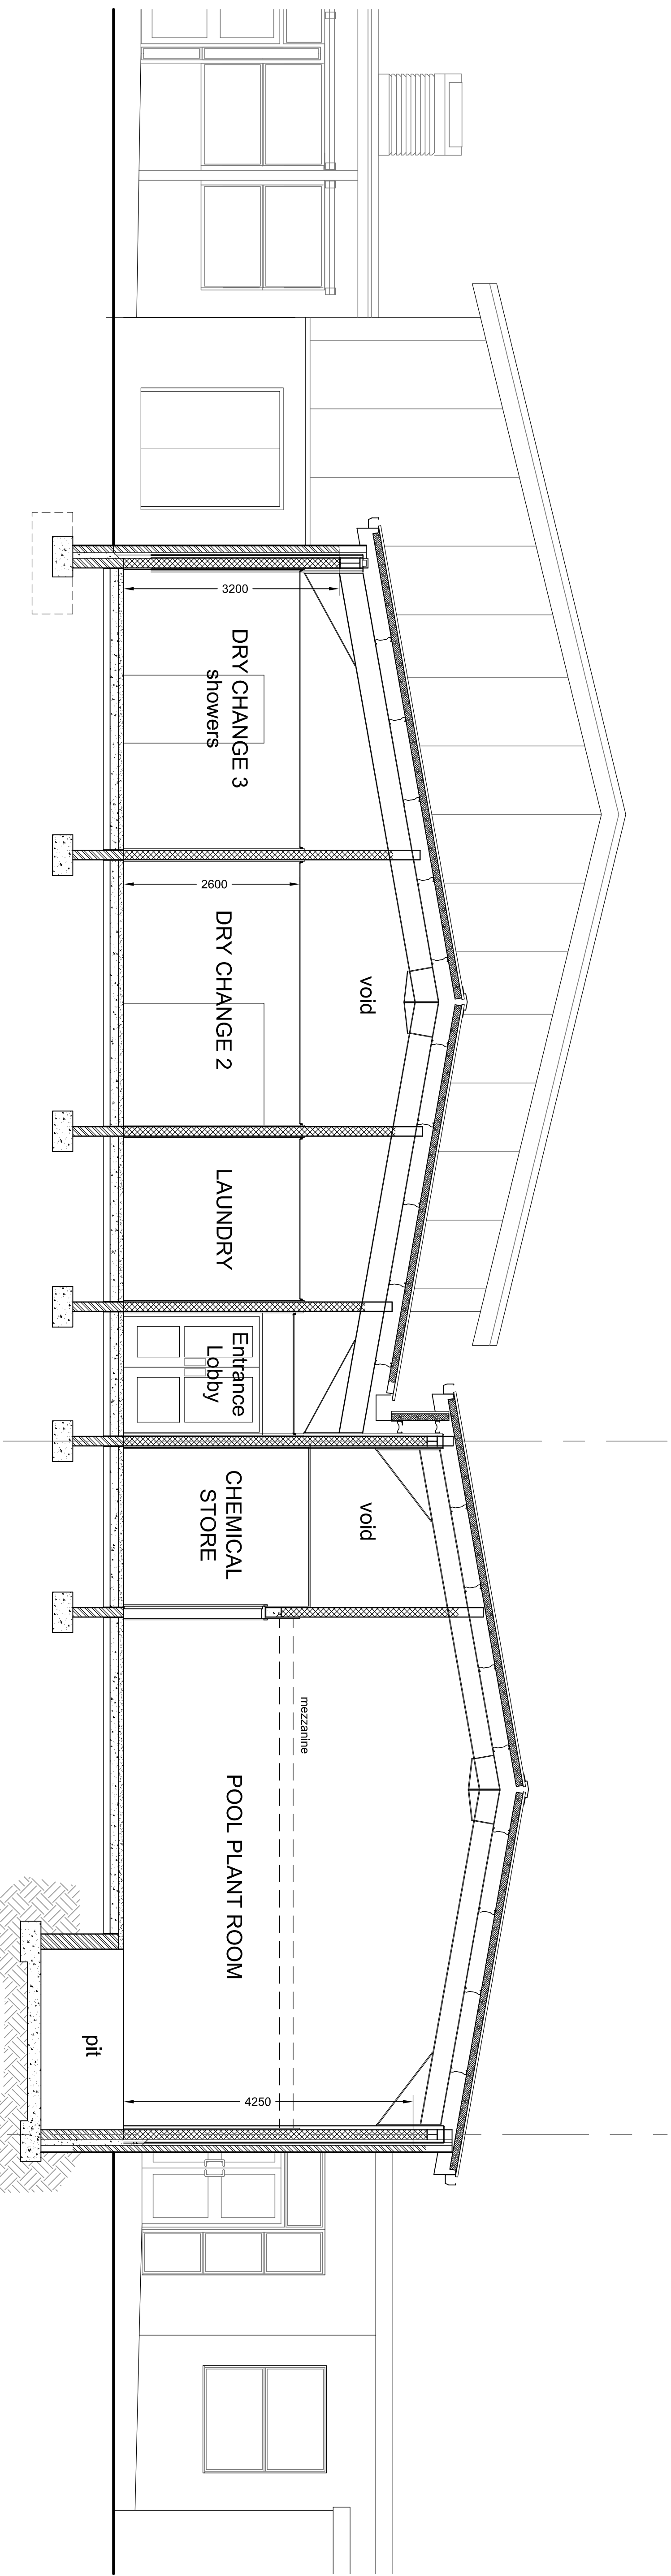 3200
DRY CHANGE 3
showers
2600
DRY CHANGE 2
void
LAUNDRY
Entrance
Lobby
CHEMICAL
STORE
void
mezzanine
POOL PLANT ROOM
pit
4250